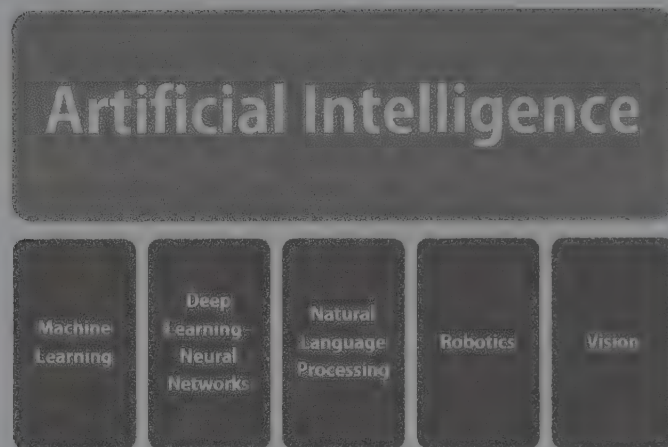 Artificial Intelligence
Machine
Learning
Deep
Learning-
Neural
Networks
Natural
Language
Processing
Robotics
Vision